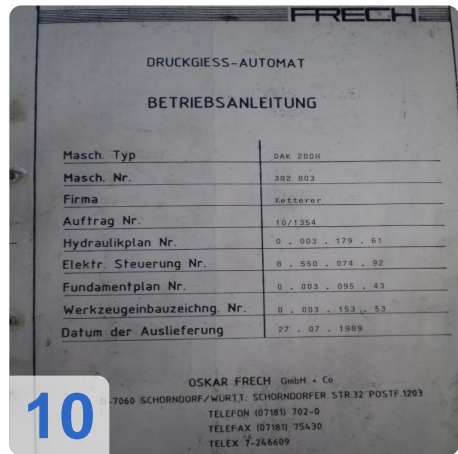 FRECH
DRUCKGIESS-AUTOMAT
BETRIEBSANLEITUNG
Masch. Typ DAK 200H
Masch. Nr. 382 803
Firma Ketterer
Auftrag Nr. 10/1354
Hydraulikplan Nr. 0 . 003 . 179 . 61
Elektr. Steuerung Nr. 8 . 550 . 074 . 92
Fundamentplan Nr. 0 . 003 . 095 . 43
Werkzeugeinbauzeichng. Nr. 0 . 003 . 153 . 53
Datum der Auslieferung 27 . 07 . 1989
OSKAR FRECH GmbH + Co
D-7060 SCHORNDORF/WURTT. SCHORNDORFER STR.32 POSTF.1203
TELEFON (07181) 702-0
TELEFAX (07181) 75430
TELEX 7-246609
10